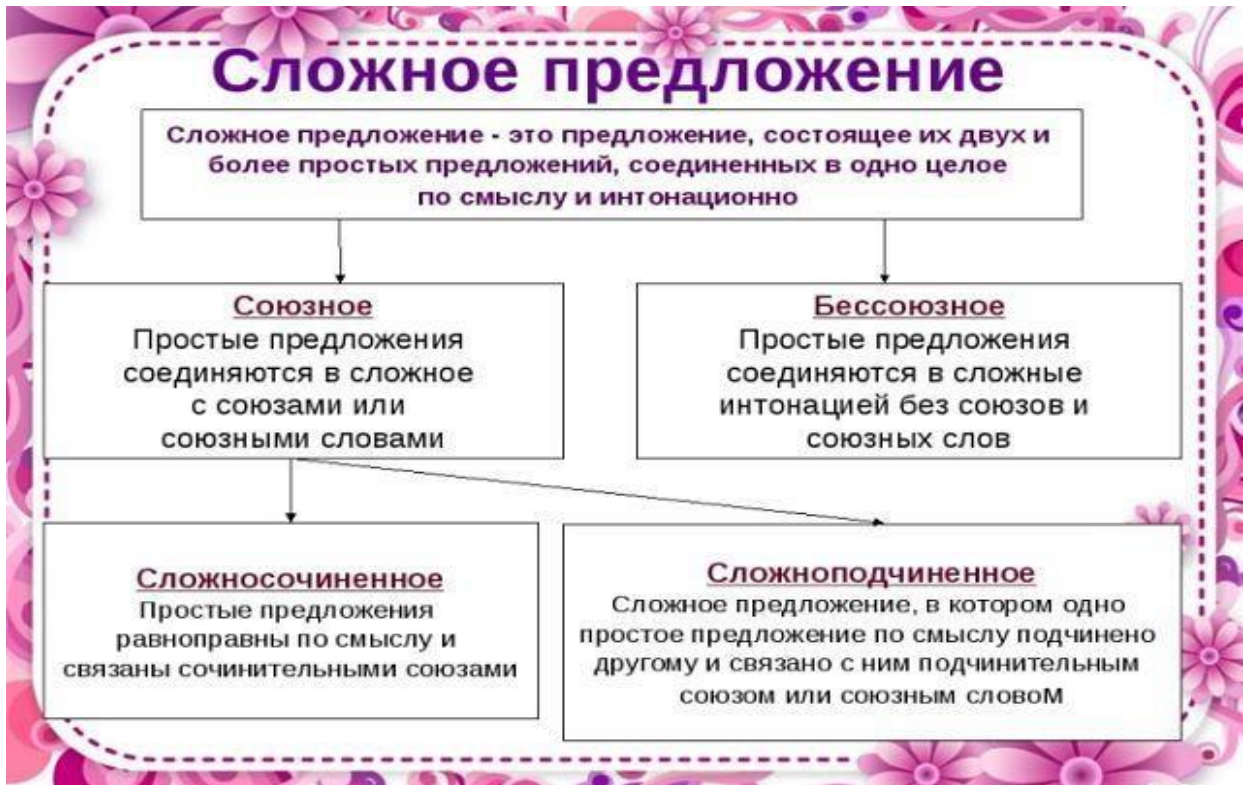 Сложное предложение
Сложное предложение - это предложение, состоящее их двух и
более простых предложений, соединенных в одно целое
по смыслу и интонационно
Союзное
Простые предложения
соединяются в сложное
с союзами или
союзными словами
Бессоюзное
Простые предложения
соединяются в сложные
интонацией без союзов и
союзных слов
Сложносочиненное
Простые предложения
равноправны по смыслу и
связаны сочинительными союзами
Сложноподчиненное
Сложное предложение, в котором одно
простое предложение по смыслу подчинено
другому и связано с ним подчинительным
союзом или союзным словом